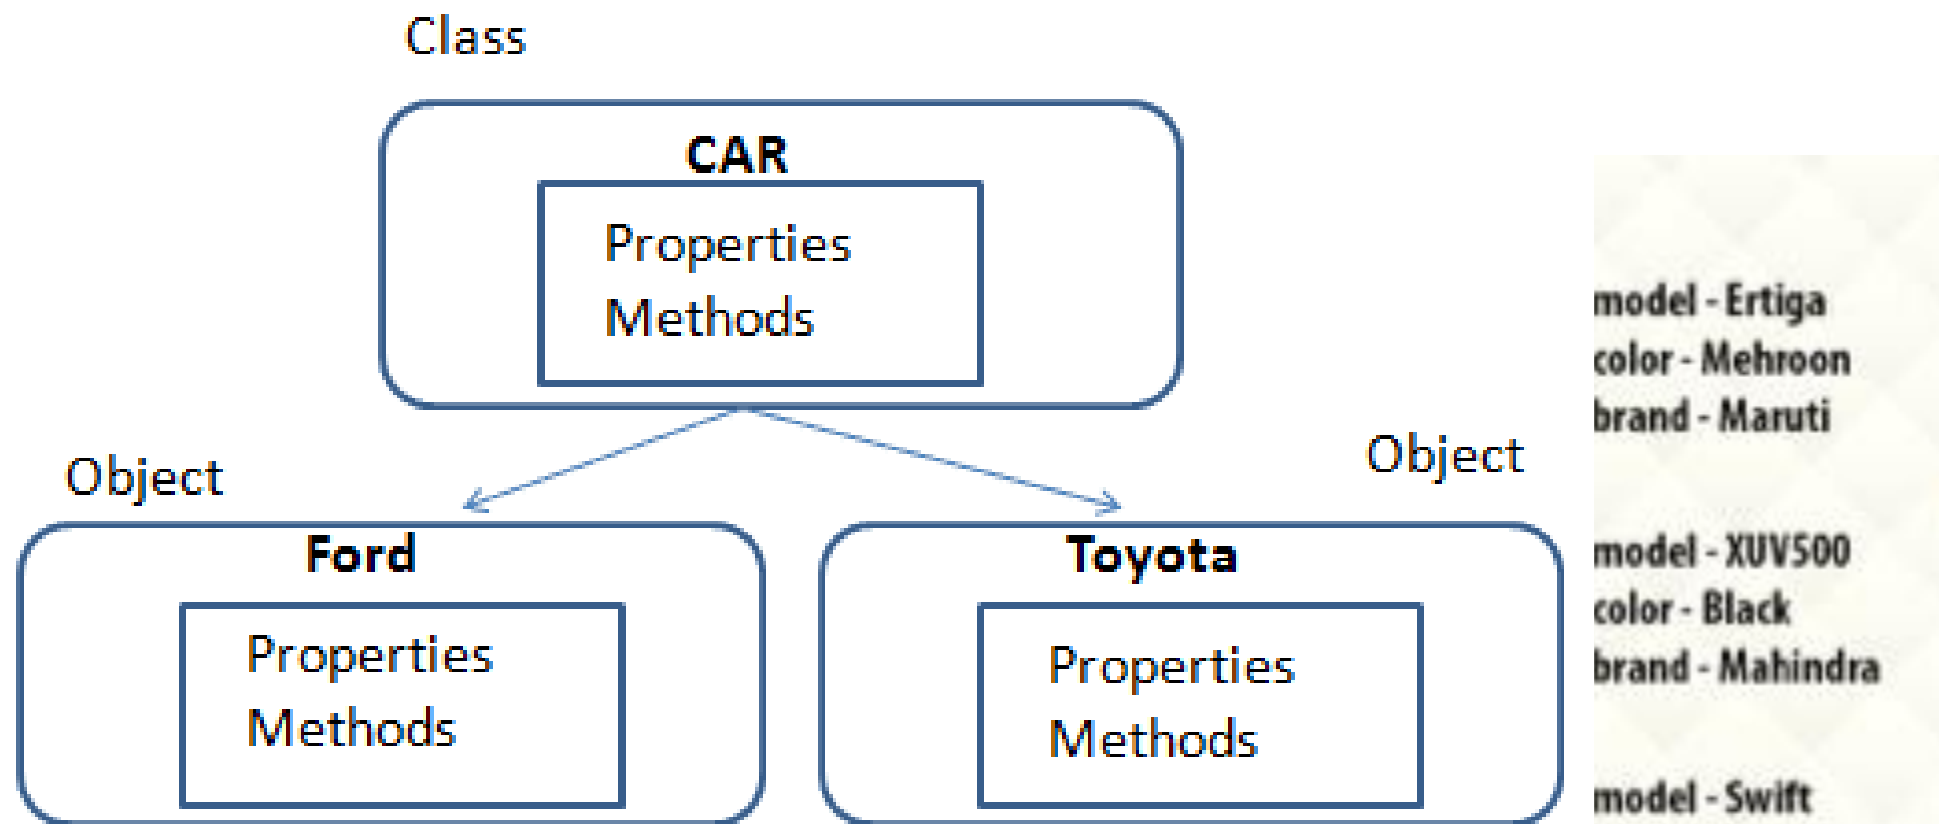 Class
CAR
Properties
Methods
Object
Object
Ford
Properties
Methods
Toyota
Properties
Methods
model - Ertiga
color - Mehroon
brand - Maruti
model - XUV500
color - Black
brand - Mahindra
model - Swift